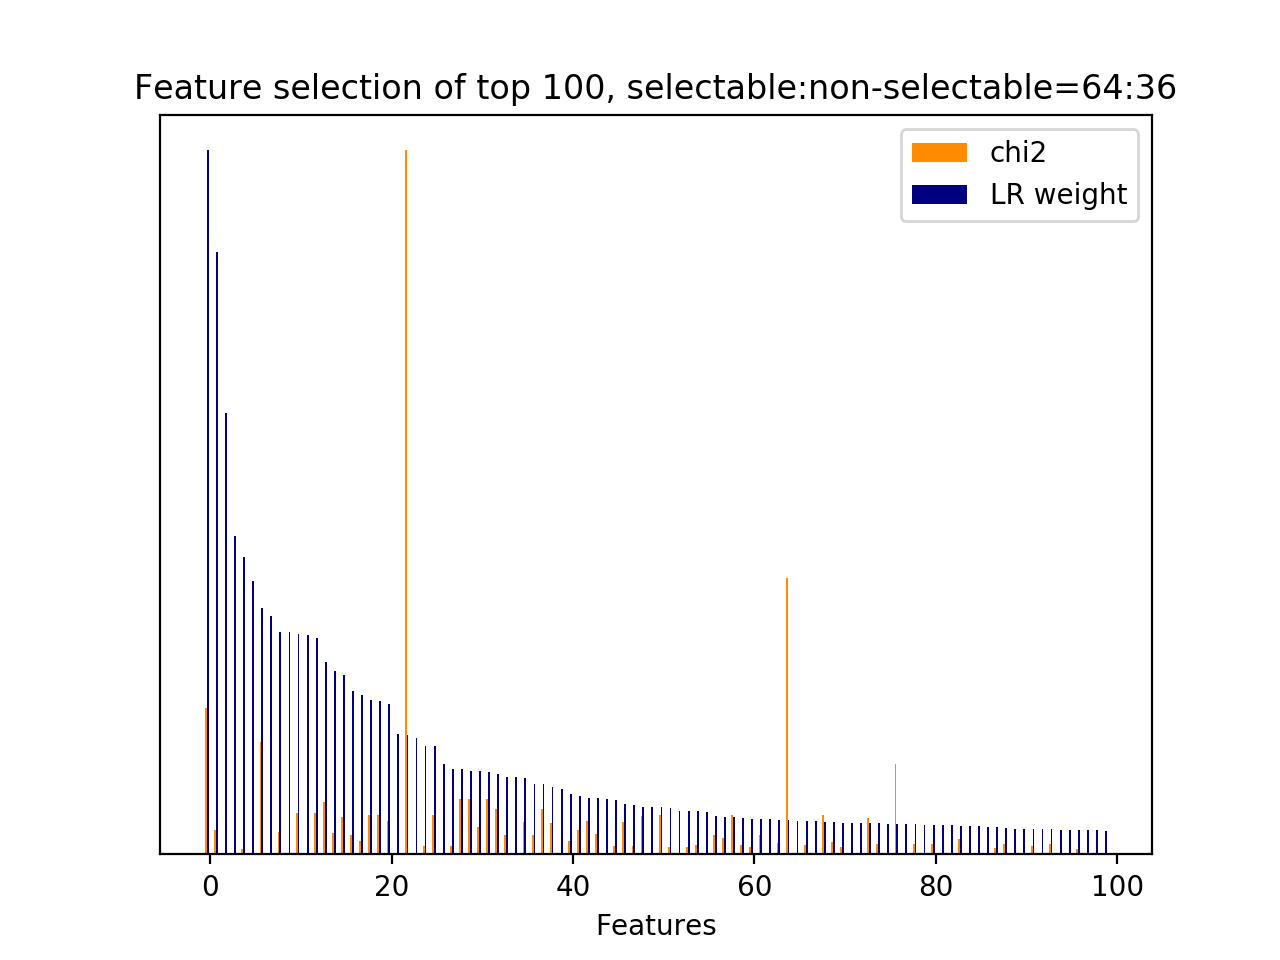 Feature selection of top 100, selectable:non-selectable=64:36
chi2
LR weight
0 20 40 60 80 100
Features